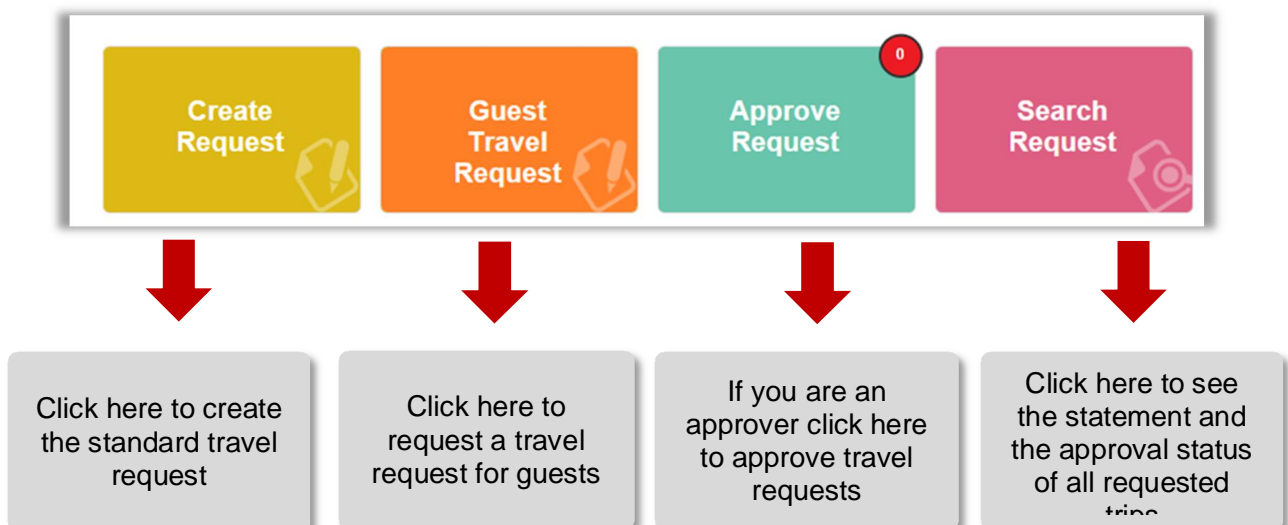 Create
Request
Guest
Travel
Request
0
Approve
Request
Search
Request
Click here to create
the standard travel
request
Click here to
request a travel
request for guests
If you are an
approver click here
to approve travel
requests
Click here to see
the statement and
the approval status
of all requested
trips